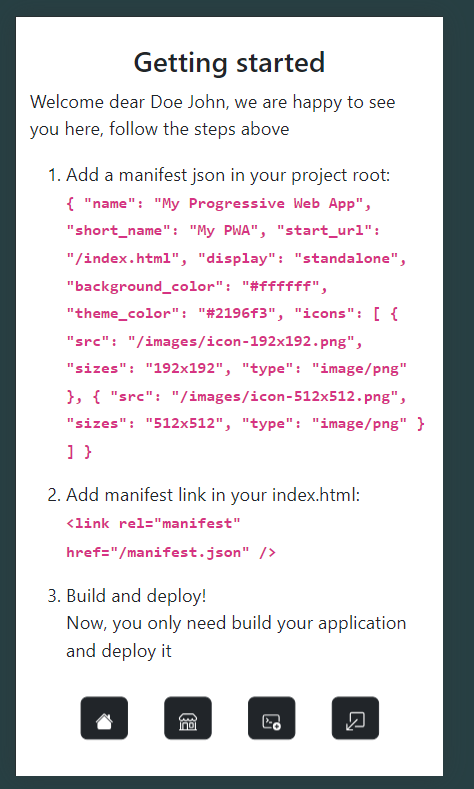 Getting started
Welcome dear Doe John, we are happy to see
you here, follow the steps above
1. Add a manifest json in your project root:
{ "name": "My Progressive Web App",
"short_name": "My PWA", "start_url":
"/index.html", "display": "standalone",
"background_color": "#ffffff",
"theme_color": "#2196f3", "icons": [ {
"src": "/images/icon-192x192.png",
"sizes": "192x192", "type": "image/png"
}, { "src": "/images/icon-512x512.png",
"sizes": "512x512", "type": "image/png" }
] }
2. Add manifest link in your index.html:
<link rel="manifest"
href="/manifest.json" />
3. Build and deploy!
Now, you only need build your application
and deploy it